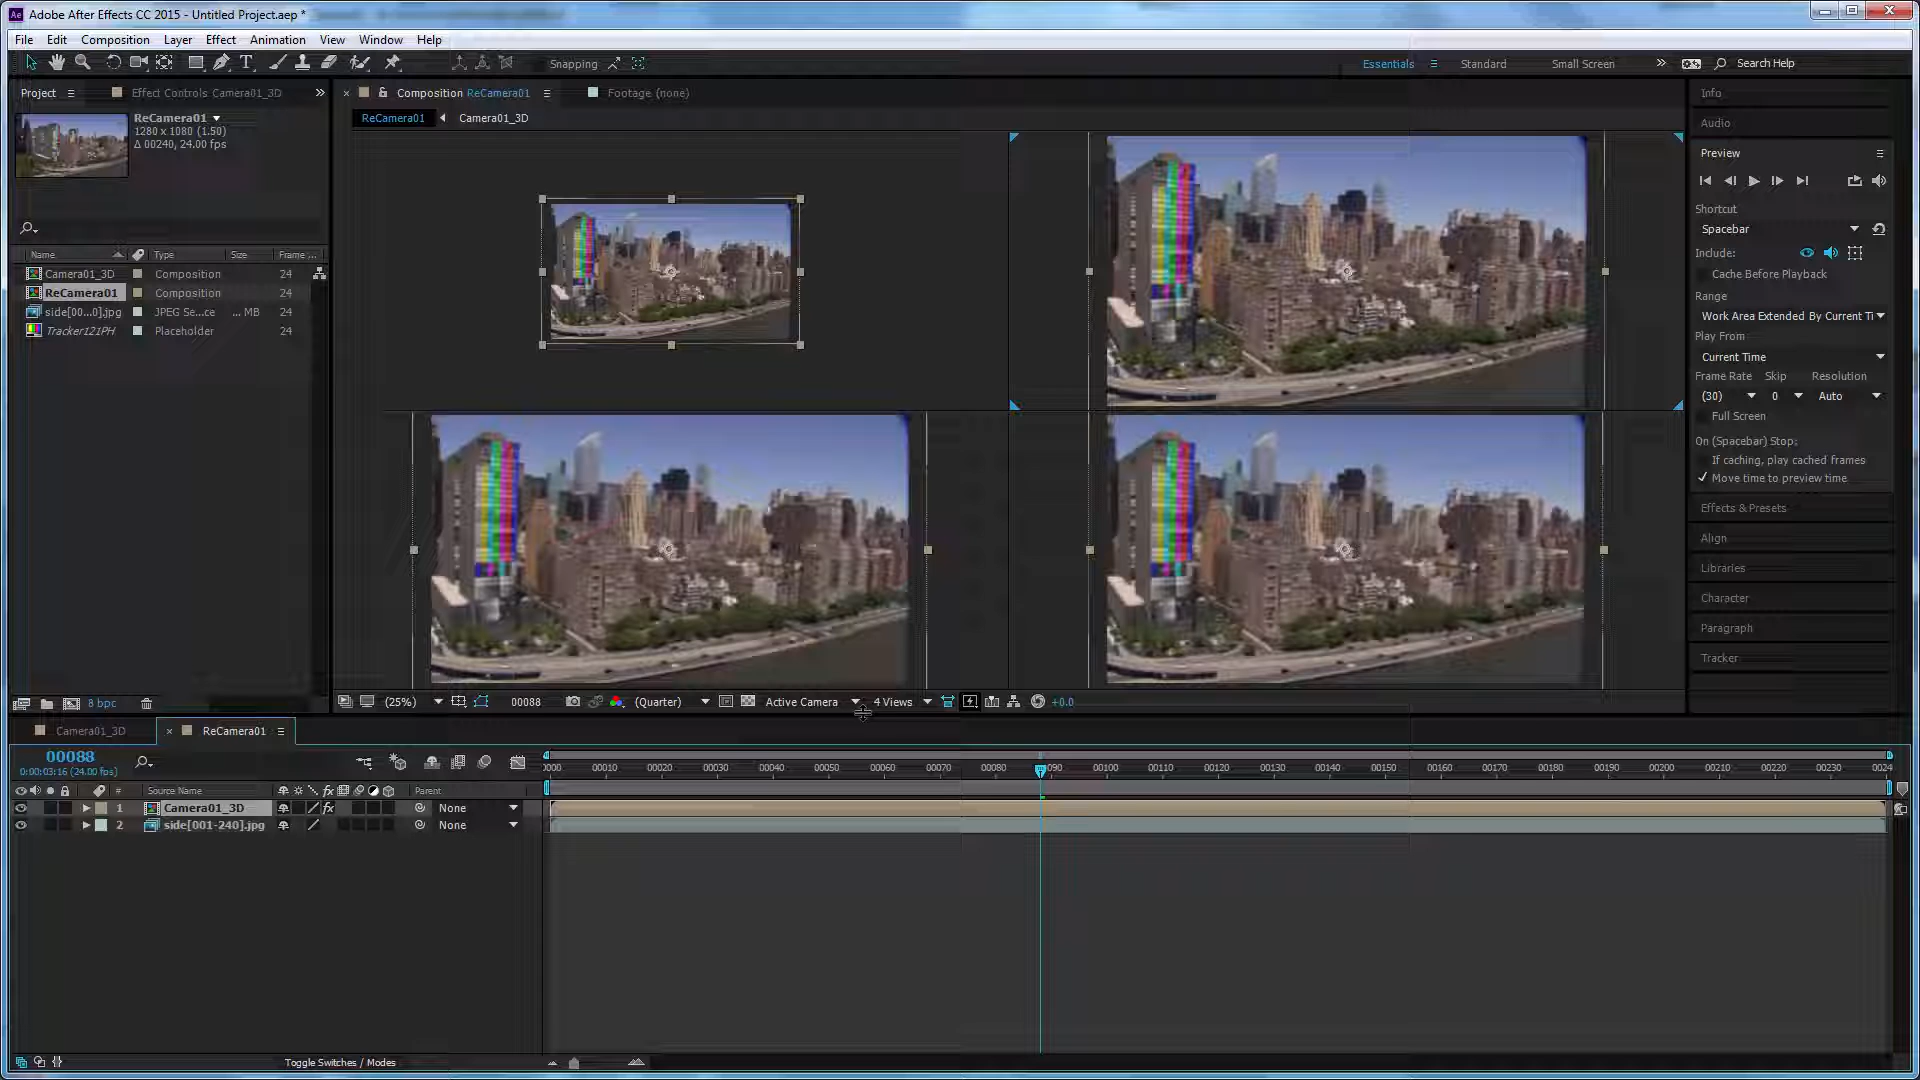 Adobe After Effects CC 2015 - Untitled Project.aep *
File Edit Composition Layer Effect Animation View Window Help
Snapping
Essentials Standard Small Screen » Search Help
Project Effect Controls Camera01_3D »
Composition ReCamera01 Footage (none)
ReCamera01 Camera01_3D
ReCamera01
1280 x 1080 (1.50)
Δ 00240, 24.00 fps
Name Type Size Frame ...
Camera01_3D Composition 24
ReCamera01 Composition 24
side[00...0].jpg JPEG Se...ce ... MB 24
Tracker121PH Placeholder 24
8 bpc
(25%) 00088 (Quarter) Active Camera 4 Views +0.0
Info
Audio
Preview
Shortcut
Spacebar
Include:
Cache Before Playback
Range
Work Area Extended By Current Ti
Play From
Current Time
Frame Rate Skip Resolution
(30) 0 Auto
Full Screen
On (Spacebar) Stop:
If caching, play cached frames
Move time to preview time
Effects & Presets
Align
Libraries
Character
Paragraph
Tracker
Camera01_3D × ReCamera01
00088
0:00:03:16 (24.00 fps)
0000 00010 00020 00030 00040 00050 00060 00070 00080 00090 00100 00110 00120 00130 00140 00150 00160 00170 00180 00190 00200 00210 00220 00230 0024
# Source Name fx Parent
1 Camera01_3D fx None
2 side[001-240].jpg None
Toggle Switches / Modes